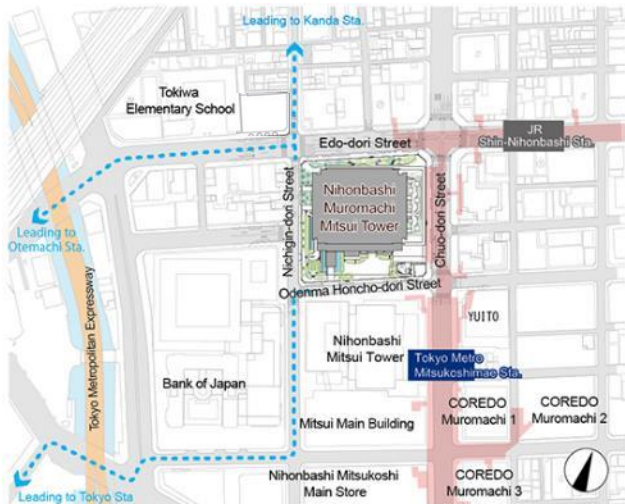 Leading to Kanda Sta.
Tokiwa
Elementary School
Edo-dori Street
JR
Shin-Nihonbashi Sta.
Nihonbashi
Muromachi
Mitsui Tower
Nichigin-dori Street
Chuo-dori Street
Leading to
Otemachi Sta.
Odenma Honcho-dori Street
Tokyo Metropolitan Expressway
YUITO
Nihonbashi
Mitsui Tower
Tokyo Metro
Mitsukoshimae Sta.
Bank of Japan
Mitsui Main Building
COREDO
Muromachi 1
COREDO
Muromachi 2
Leading to Tokyo Sta
Nihonbashi Mitsukoshi
Main Store
COREDO
Muromachi 3